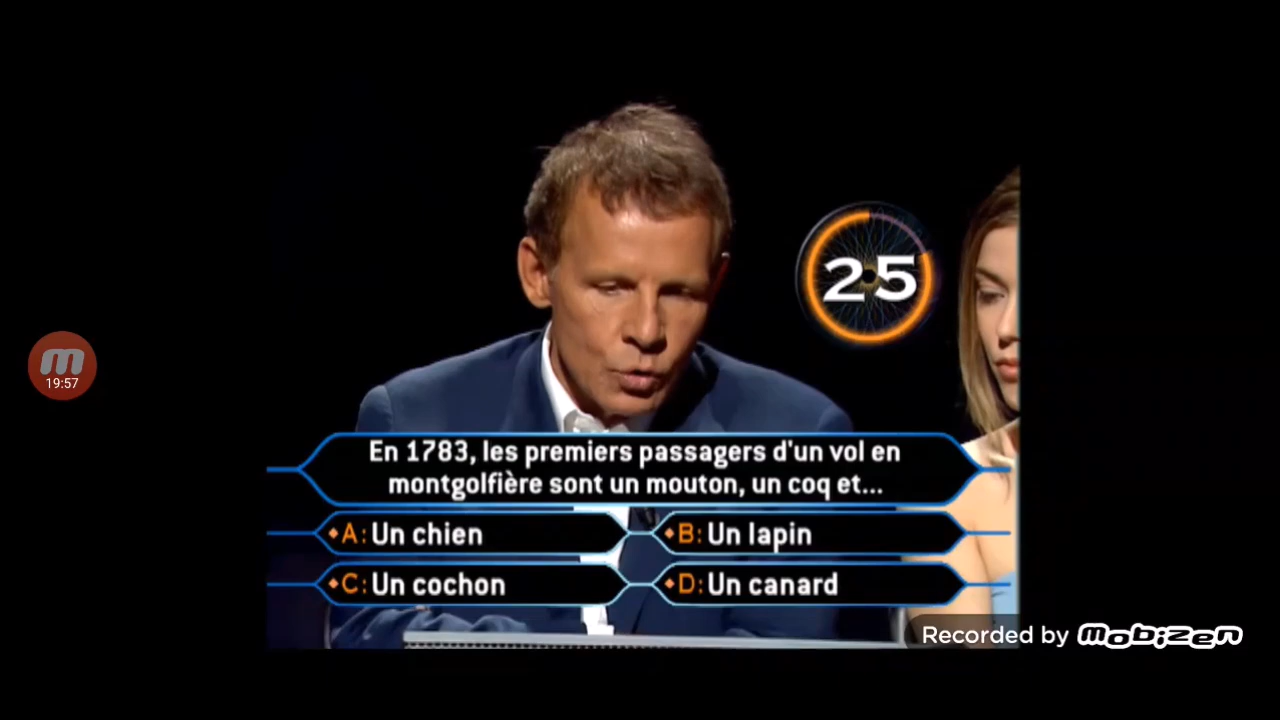 25
19:57
En 1783, les premiers passagers d'un vol en
montgolfière sont un mouton, un coq et...
A: Un chien
B: Un lapin
C: Un cochon
D: Un canard
Recorded by mobizen